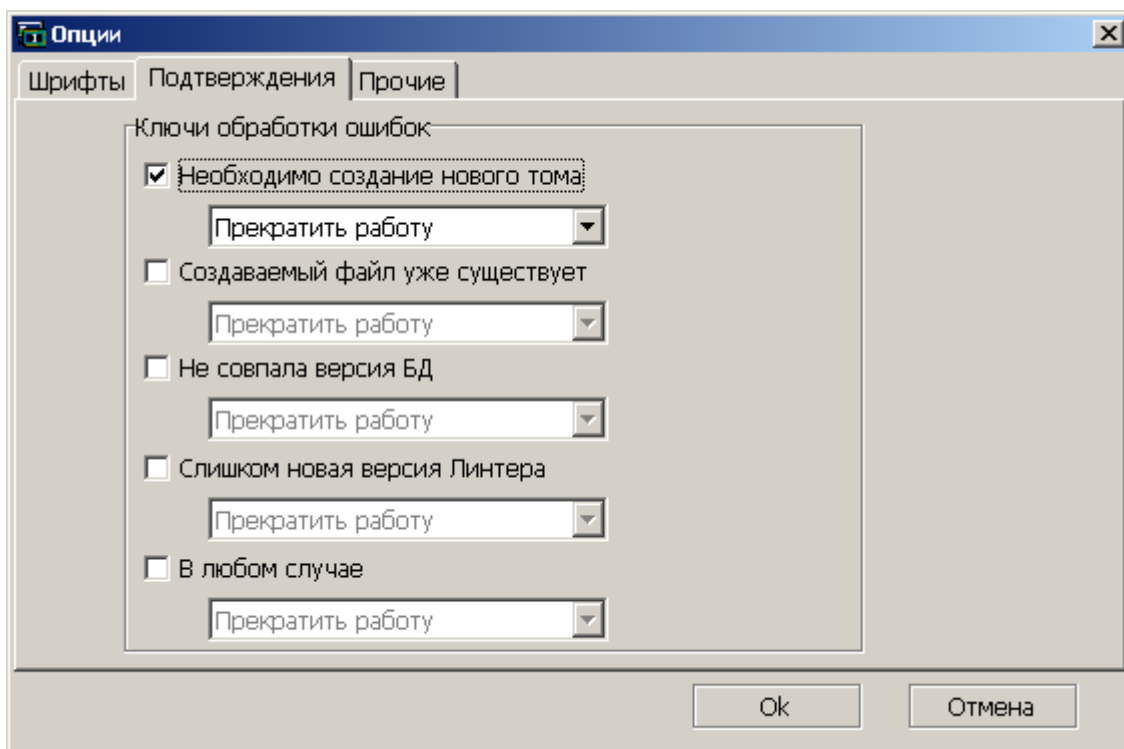 Опции
Шрифты Подтверждения Прочие
Ключи обработки ошибок
Необходимо создание нового тома
Прекратить работу
Создаваемый файл уже существует
Прекратить работу
Не совпала версия БД
Прекратить работу
Слишком новая версия Линтера
Прекратить работу
В любом случае
Прекратить работу
Ok Отмена